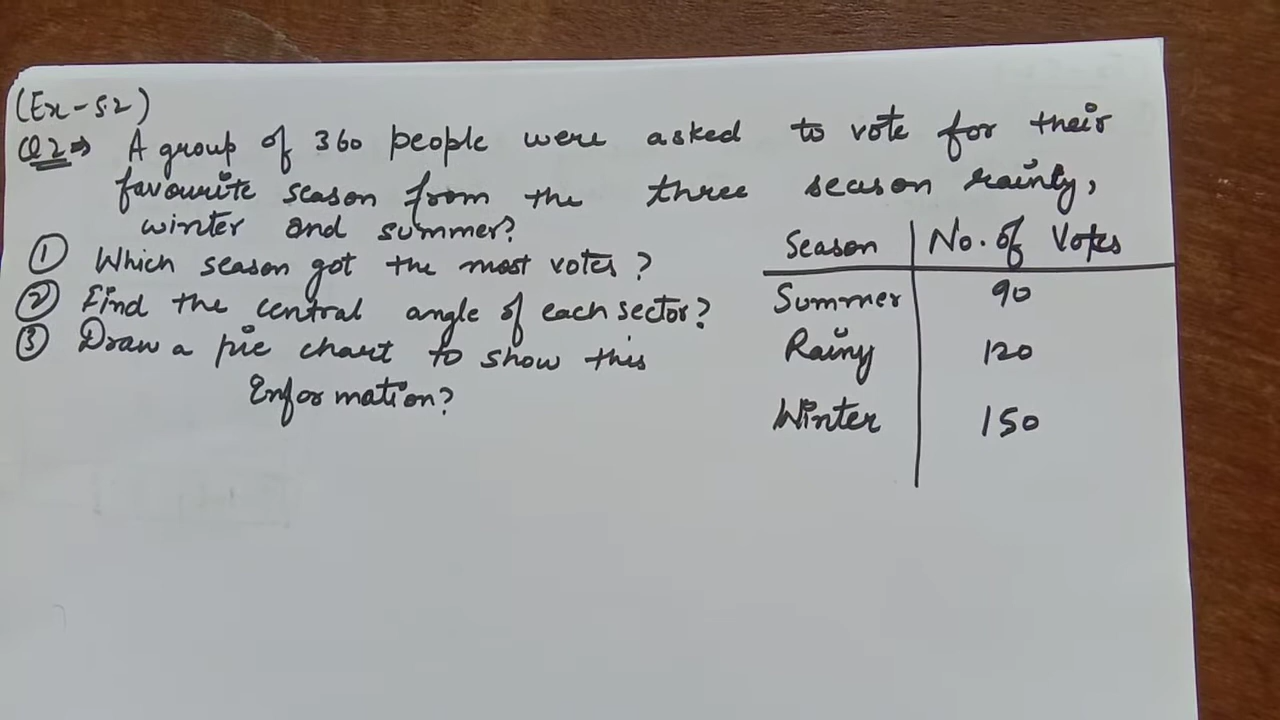 (Ex-5.2)
Q2⇒ A group of 360 people were asked to vote for their
favourite season from the three season rainly,
winter and summer?
① Which season got the most votes?
② Find the central angle of each sector?
③ Draw a pie chart to show this
Enformation?
Season | No. of Votes
Summer 90
Rainy 120
Winter 150